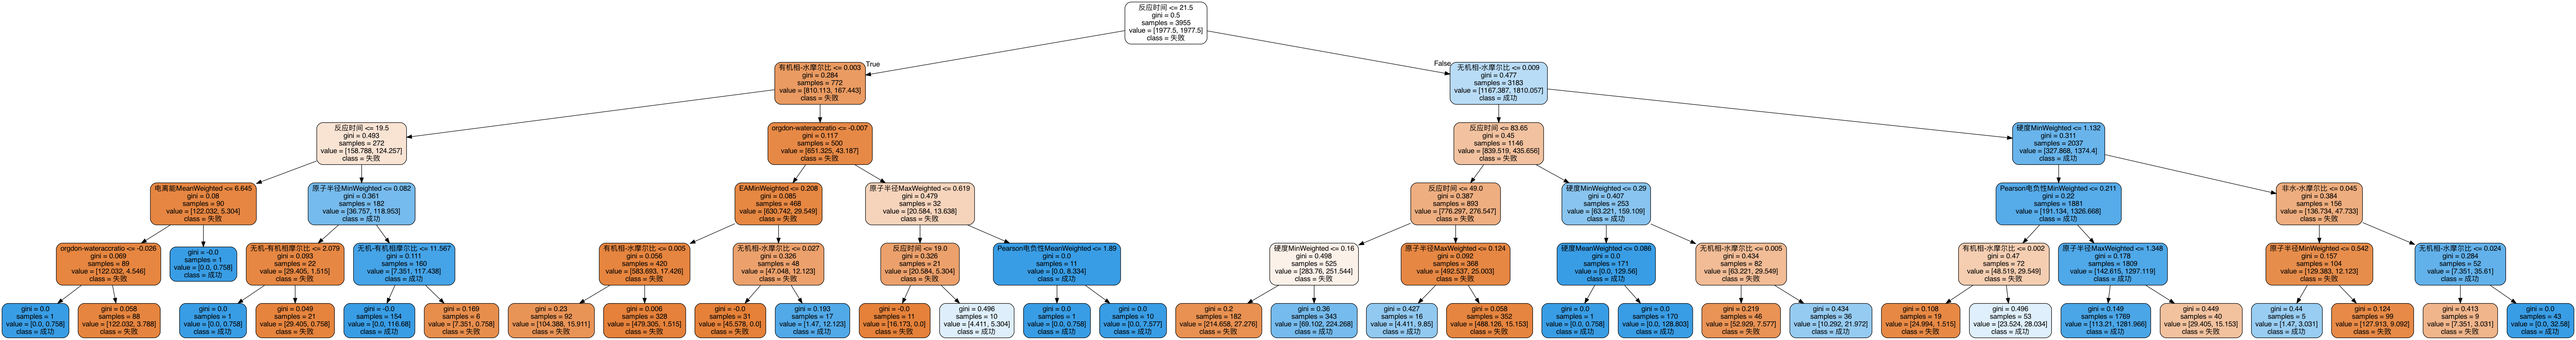 反应时间 <= 21.5
gini = 0.5
samples = 3955
value = [1977.5, 1977.5]
class = 失败
True
False
有机相-水摩尔比 <= 0.003
gini = 0.284
samples = 772
value = [810.113, 167.443]
class = 失败
无机相-水摩尔比 <= 0.009
gini = 0.477
samples = 3183
value = [1167.387, 1810.057]
class = 成功
反应时间 <= 19.5
gini = 0.493
samples = 272
value = [158.788, 124.257]
class = 失败
orgdon-wateraccratio <= -0.007
gini = 0.117
samples = 500
value = [651.325, 43.187]
class = 失败
反应时间 <= 83.65
gini = 0.45
samples = 1146
value = [839.519, 435.656]
class = 失败
硬度MinWeighted <= 1.132
gini = 0.311
samples = 2037
value = [327.868, 1374.4]
class = 成功
电离能MeanWeighted <= 6.645
gini = 0.08
samples = 90
value = [122.032, 5.304]
class = 失败
原子半径MinWeighted <= 0.082
gini = 0.361
samples = 182
value = [36.757, 118.953]
class = 成功
EAMinWeighted <= 0.208
gini = 0.085
samples = 468
value = [630.742, 29.549]
class = 失败
原子半径MaxWeighted <= 0.619
gini = 0.479
samples = 32
value = [20.584, 13.638]
class = 失败
反应时间 <= 49.0
gini = 0.387
samples = 893
value = [776.297, 276.547]
class = 失败
硬度MinWeighted <= 0.29
gini = 0.407
samples = 253
value = [63.221, 159.109]
class = 成功
Pearson电负性MinWeighted <= 0.211
gini = 0.22
samples = 1881
value = [191.134, 1326.668]
class = 成功
非水-水摩尔比 <= 0.045
gini = 0.384
samples = 156
value = [136.734, 47.733]
class = 失败
orgdon-wateraccratio <= -0.026
gini = 0.069
samples = 89
value = [122.032, 4.546]
class = 失败
gini = -0.0
samples = 1
value = [0.0, 0.758]
class = 成功
无机-有机相摩尔比 <= 2.079
gini = 0.093
samples = 22
value = [29.405, 1.515]
class = 失败
无机-有机相摩尔比 <= 11.567
gini = 0.111
samples = 160
value = [7.351, 117.438]
class = 成功
有机相-水摩尔比 <= 0.005
gini = 0.056
samples = 420
value = [583.693, 17.426]
class = 失败
无机相-水摩尔比 <= 0.027
gini = 0.326
samples = 48
value = [47.048, 12.123]
class = 失败
反应时间 <= 19.0
gini = 0.326
samples = 21
value = [20.584, 5.304]
class = 失败
Pearson电负性MeanWeighted <= 1.89
gini = 0.0
samples = 11
value = [0.0, 8.334]
class = 成功
硬度MinWeighted <= 0.16
gini = 0.498
samples = 525
value = [283.76, 251.544]
class = 失败
原子半径MaxWeighted <= 0.124
gini = 0.092
samples = 368
value = [492.537, 25.003]
class = 失败
硬度MeanWeighted <= 0.086
gini = 0.0
samples = 171
value = [0.0, 129.56]
class = 成功
无机相-水摩尔比 <= 0.005
gini = 0.434
samples = 82
value = [63.221, 29.549]
class = 失败
有机相-水摩尔比 <= 0.002
gini = 0.47
samples = 72
value = [48.519, 29.549]
class = 失败
原子半径MaxWeighted <= 1.348
gini = 0.178
samples = 1809
value = [142.615, 1297.119]
class = 成功
原子半径MinWeighted <= 0.542
gini = 0.157
samples = 104
value = [129.383, 12.123]
class = 失败
无机相-水摩尔比 <= 0.024
gini = 0.284
samples = 52
value = [7.351, 35.61]
class = 成功
gini = 0.0
samples = 1
value = [0.0, 0.758]
class = 成功
gini = 0.058
samples = 88
value = [122.032, 3.788]
class = 失败
gini = 0.0
samples = 1
value = [0.0, 0.758]
class = 成功
gini = 0.049
samples = 21
value = [29.405, 0.758]
class = 失败
gini = -0.0
samples = 154
value = [0.0, 116.68]
class = 成功
gini = 0.169
samples = 6
value = [7.351, 0.758]
class = 失败
gini = 0.23
samples = 92
value = [104.388, 15.911]
class = 失败
gini = 0.006
samples = 328
value = [479.305, 1.515]
class = 失败
gini = -0.0
samples = 31
value = [45.578, 0.0]
class = 失败
gini = 0.193
samples = 17
value = [1.47, 12.123]
class = 成功
gini = -0.0
samples = 11
value = [16.173, 0.0]
class = 失败
gini = 0.496
samples = 10
value = [4.411, 5.304]
class = 成功
gini = 0.0
samples = 1
value = [0.0, 0.758]
class = 成功
gini = 0.0
samples = 10
value = [0.0, 7.577]
class = 成功
gini = 0.2
samples = 182
value = [214.658, 27.276]
class = 失败
gini = 0.36
samples = 343
value = [69.102, 224.268]
class = 成功
gini = 0.427
samples = 16
value = [4.411, 9.85]
class = 成功
gini = 0.058
samples = 352
value = [488.126, 15.153]
class = 失败
gini = 0.0
samples = 1
value = [0.0, 0.758]
class = 成功
gini = 0.0
samples = 170
value = [0.0, 128.803]
class = 成功
gini = 0.219
samples = 46
value = [52.929, 7.577]
class = 失败
gini = 0.434
samples = 36
value = [10.292, 21.972]
class = 成功
gini = 0.108
samples = 19
value = [24.994, 1.515]
class = 失败
gini = 0.496
samples = 53
value = [23.524, 28.034]
class = 成功
gini = 0.149
samples = 1769
value = [113.21, 1281.966]
class = 成功
gini = 0.449
samples = 40
value = [29.405, 15.153]
class = 失败
gini = 0.44
samples = 5
value = [1.47, 3.031]
class = 成功
gini = 0.124
samples = 99
value = [127.913, 9.092]
class = 失败
gini = 0.413
samples = 9
value = [7.351, 3.031]
class = 失败
gini = 0.0
samples = 43
value = [0.0, 32.58]
class = 成功